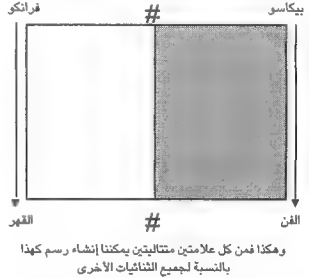 بيكاسو # فرانكو
الفن # القهر
وهكذا فمن كل علامتين متتاليتين يمكننا إنشاء رسم كهذا
بالنسبة لجميع الثنائيات الأخرى